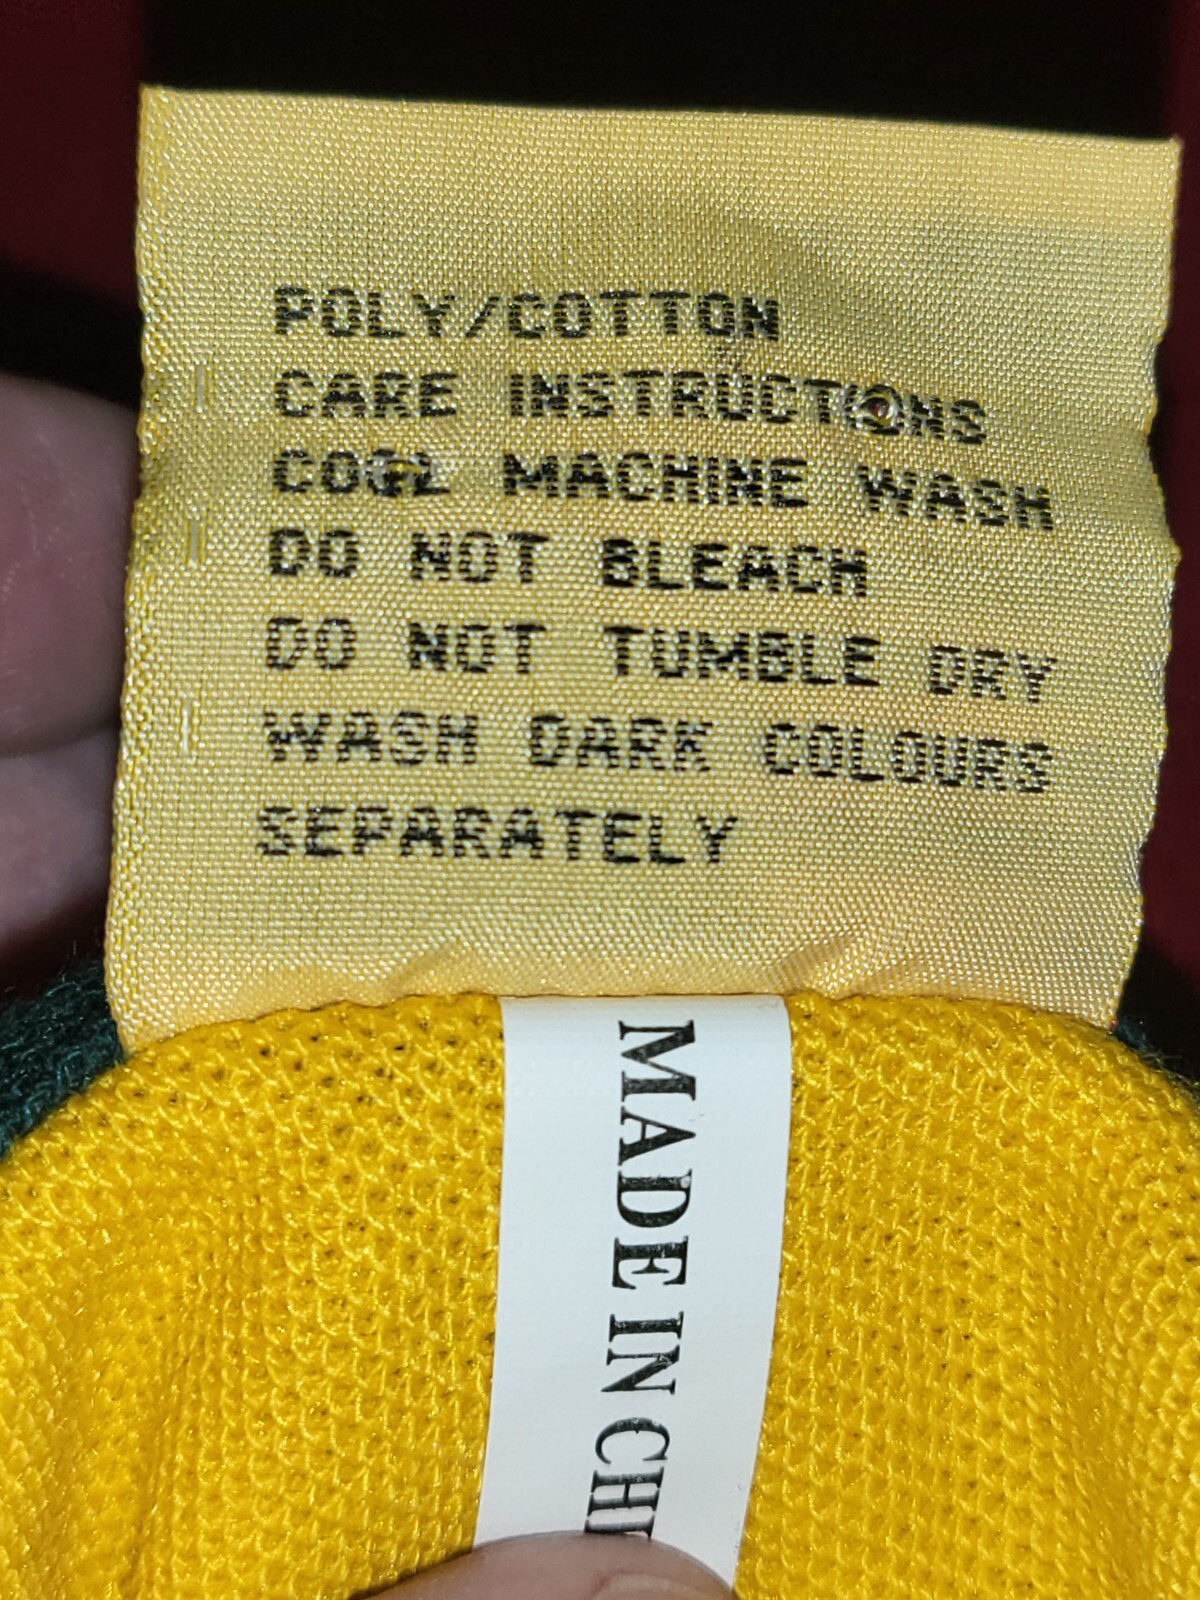 POLY/COTTON
CARE INSTRUCTIONS
COOL MACHINE WASH
DO NOT BLEACH
DO NOT TUMBLE DRY
WASH DARK COLOURS
SEPARATELY
MADE IN CHI